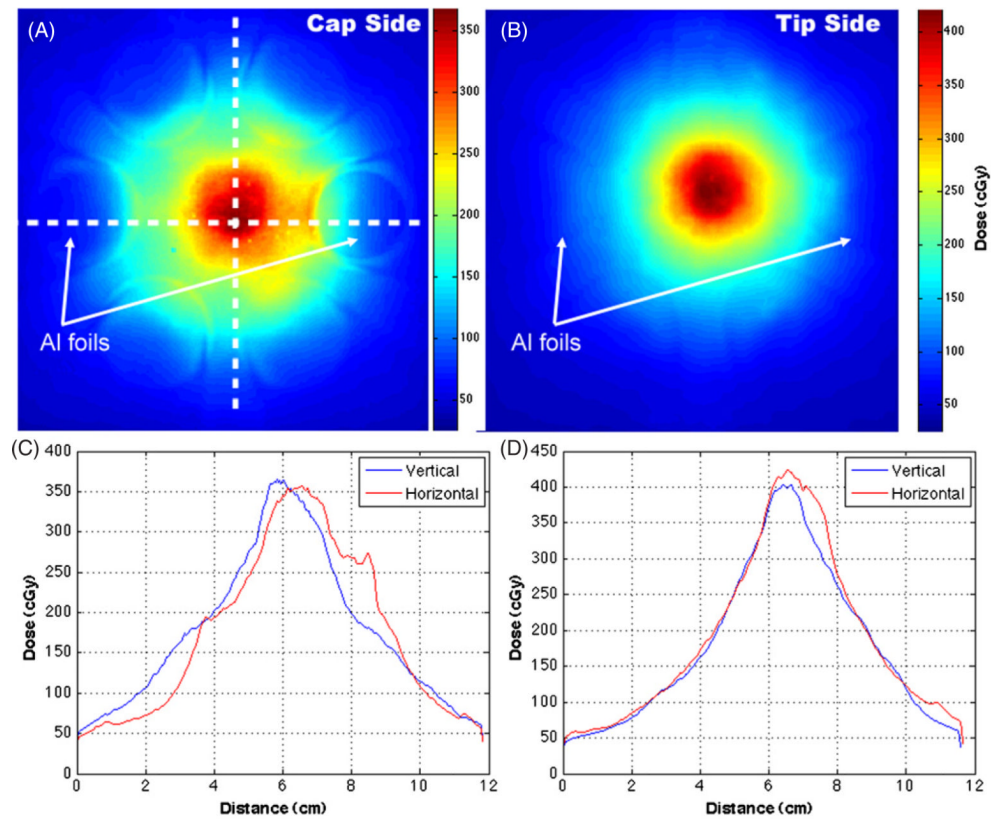 (A)
Cap Side
Al foils
350
300
250
200
150
100
50
(B)
Tip Side
Al foils
400
350
300
250
200
150
100
50
Dose (cGy)
(C)
400
350
300
250
200
150
100
50
0
0 2 4 6 8 10 12
Dose (cGy)
Distance (cm)
Vertical
Horizontal
(D)
450
400
350
300
250
200
150
100
50
0
0 2 4 6 8 10 12
Dose (cGy)
Distance (cm)
Vertical
Horizontal